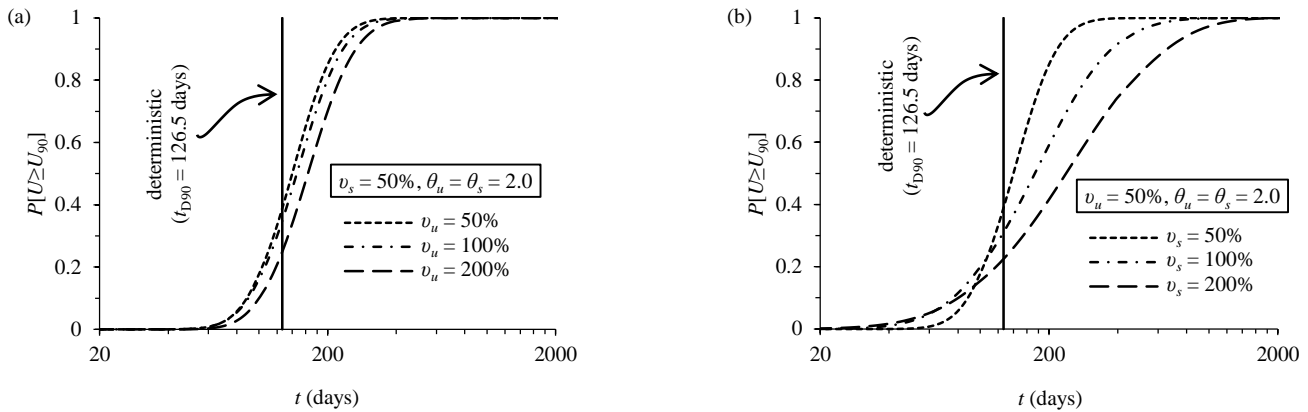 (a)
1
0.8
0.6
0.4
0.2
0
P[U≥U90]
deterministic
(tD90 = 126.5 days)
υs = 50%, θu = θs = 2.0
υu = 50%
υu = 100%
υu = 200%
20
200
2000
t (days)
(b)
1
0.8
0.6
0.4
0.2
0
P[U≥U90]
deterministic
(tD90 = 126.5 days)
υu = 50%, θu = θs = 2.0
υs = 50%
υs = 100%
υs = 200%
20
200
2000
t (days)